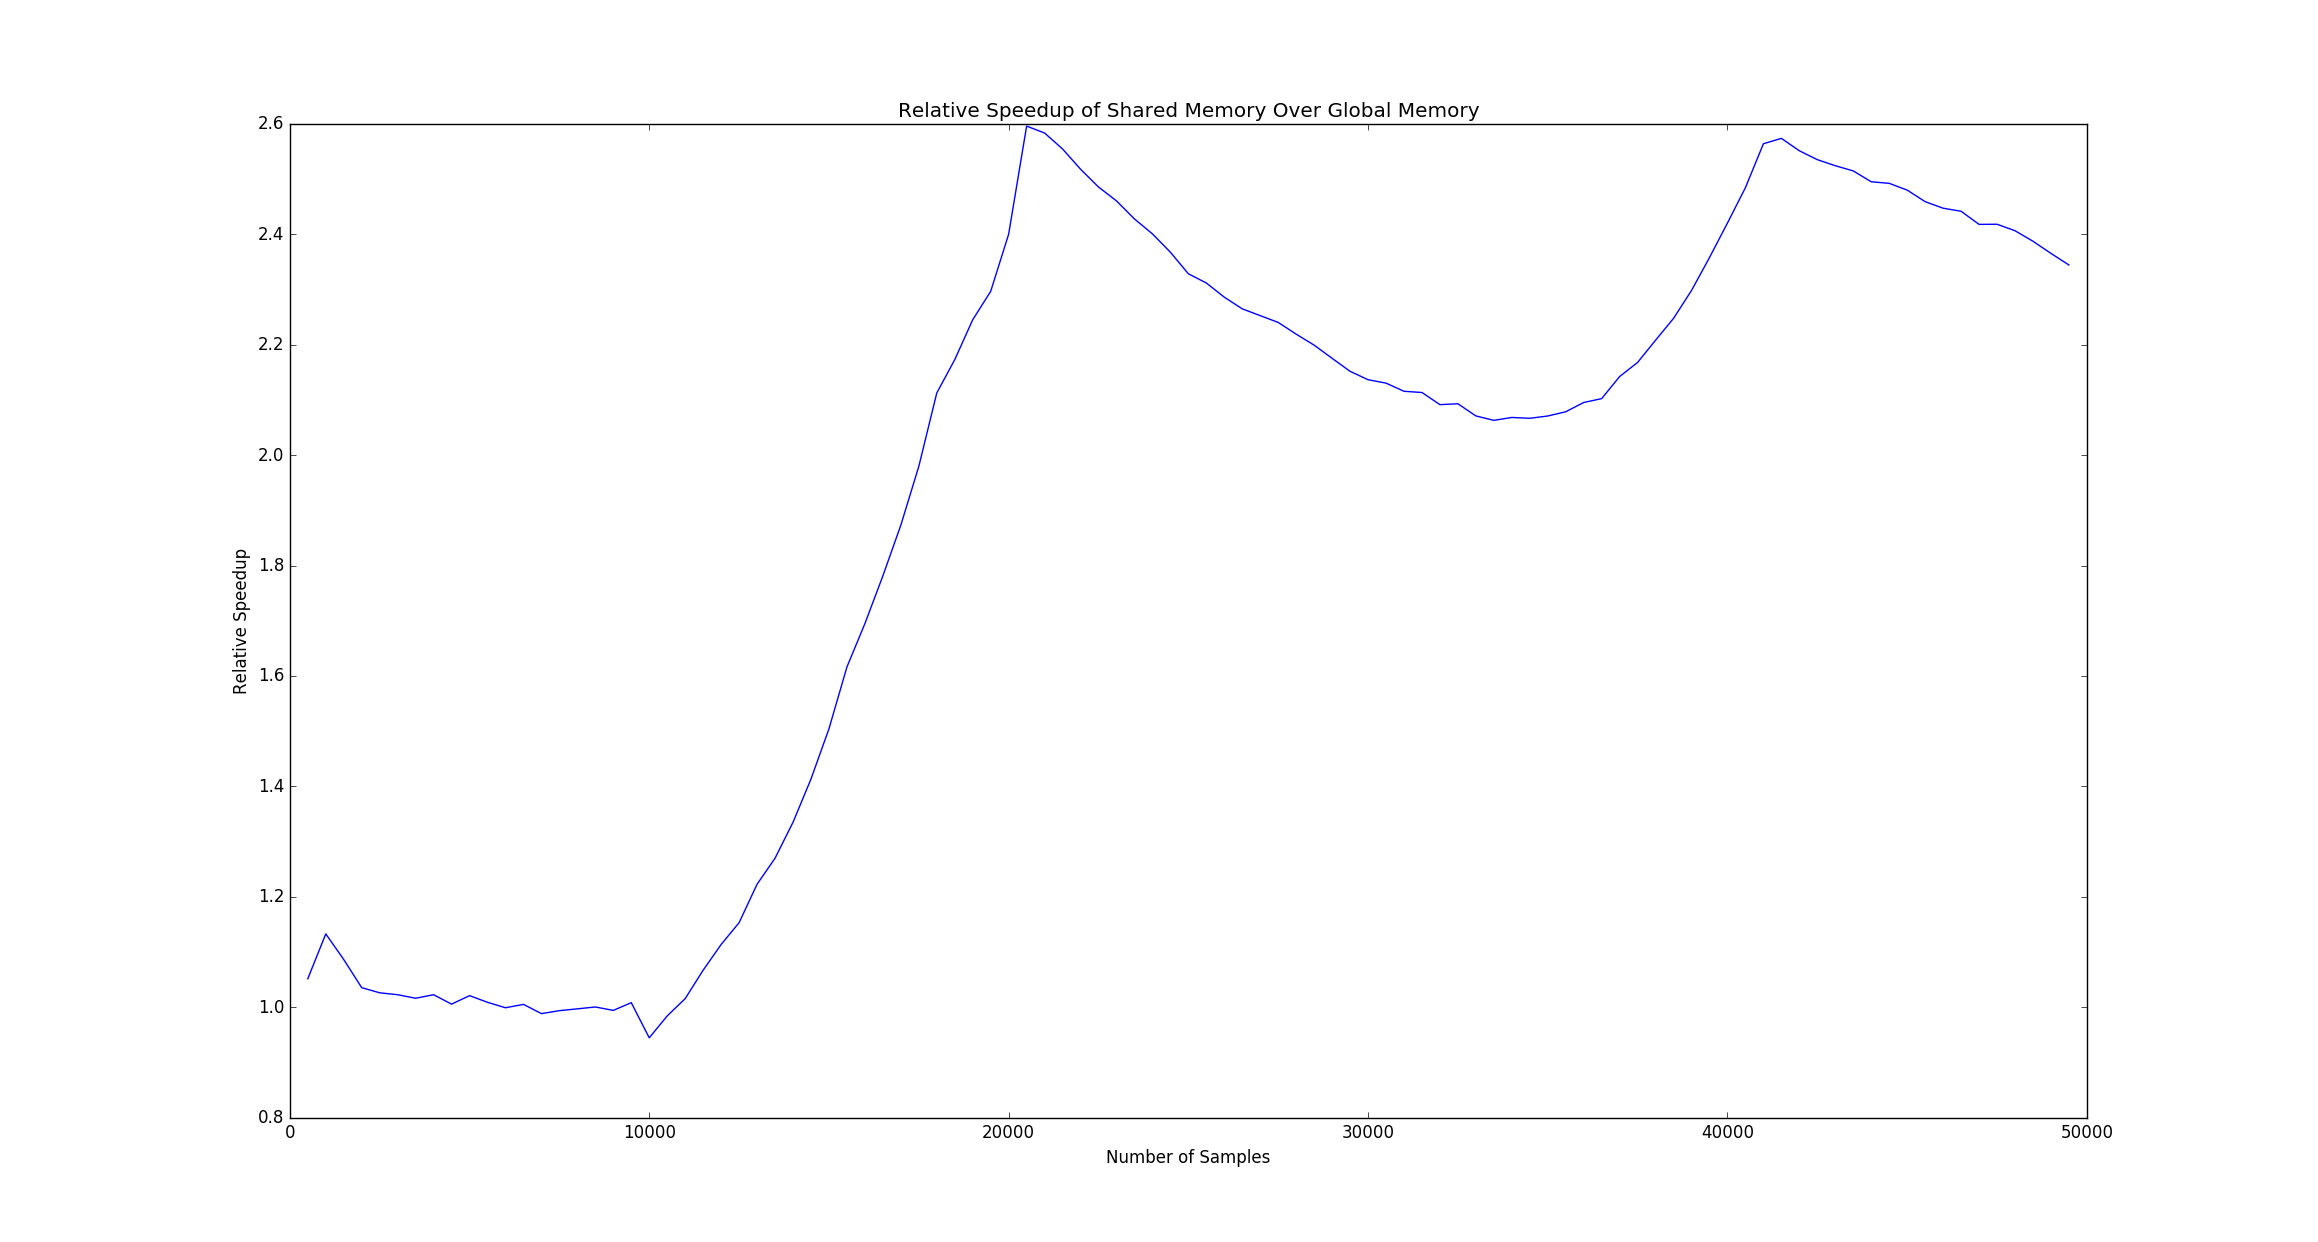 Relative Speedup of Shared Memory Over Global Memory
2.6
2.4
2.2
2.0
1.8
1.6
1.4
1.2
1.0
0.8
Relative Speedup
0 10000 20000 30000 40000 50000
Number of Samples